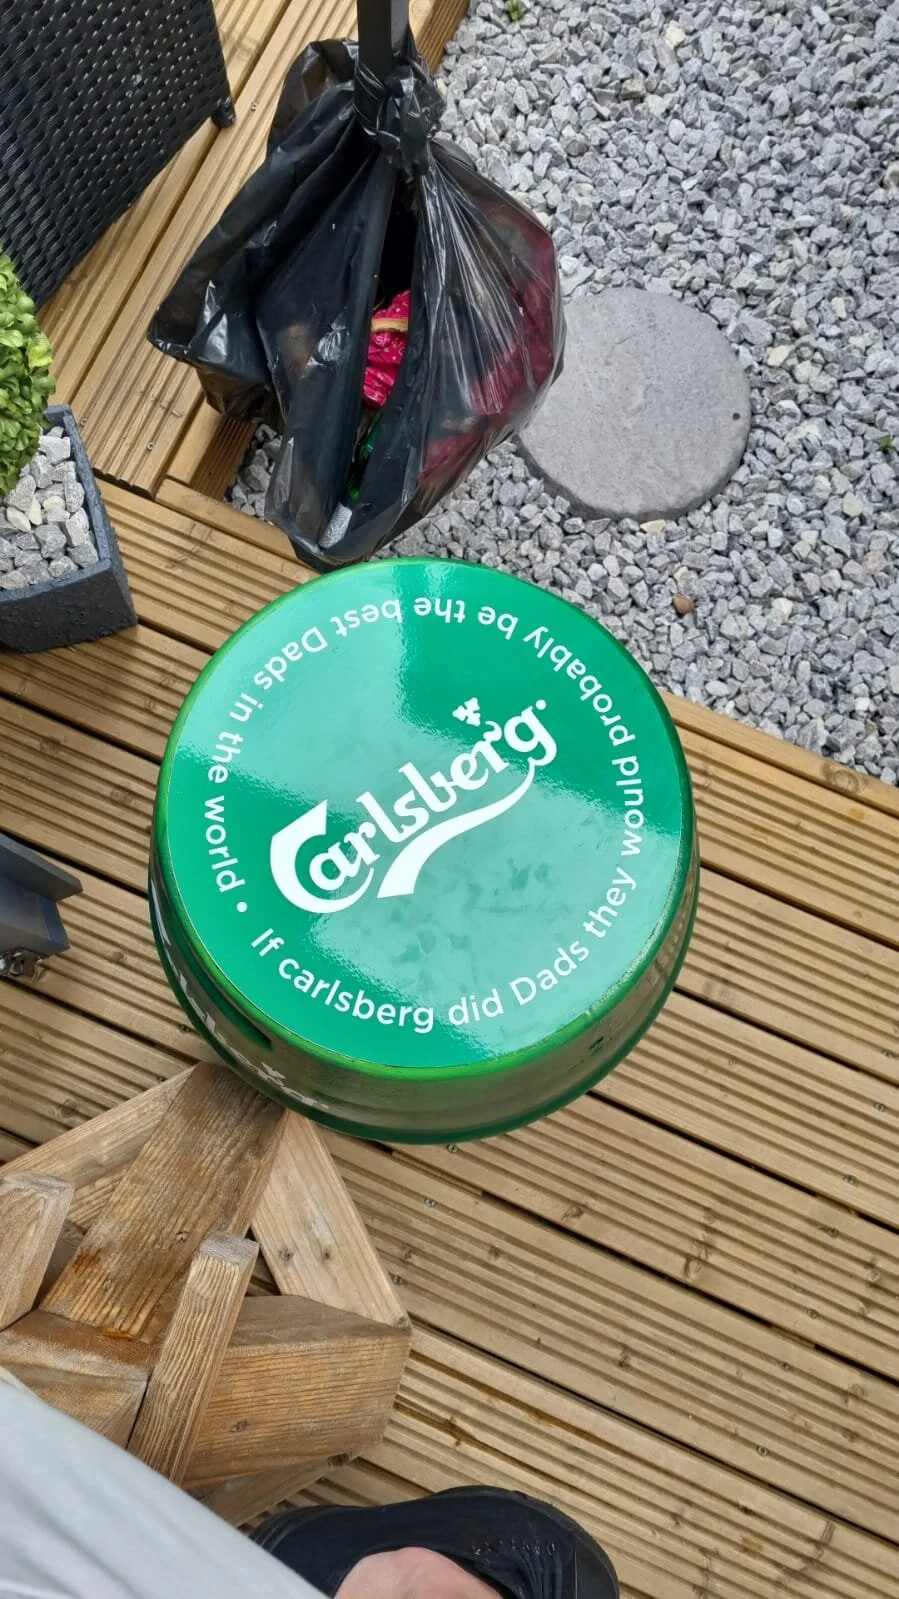 Carlsberg
If carlsberg did Dads they would probably be the best Dads in the world •